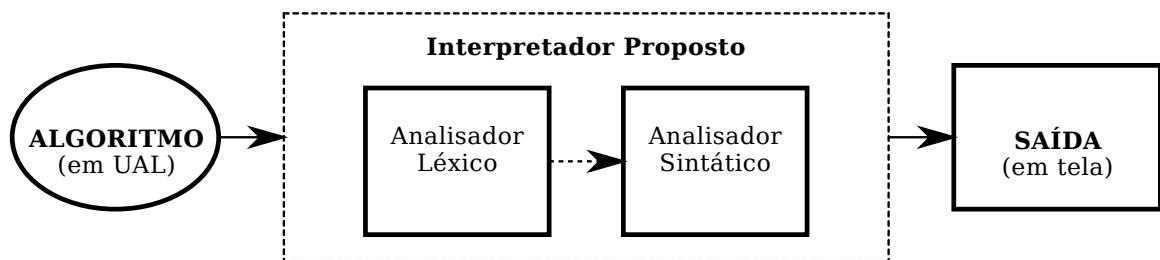 Interpretador Proposto
ALGORITMO
(em UAL)
Analisador
Léxico
Analisador
Sintático
SAÍDA
(em tela)